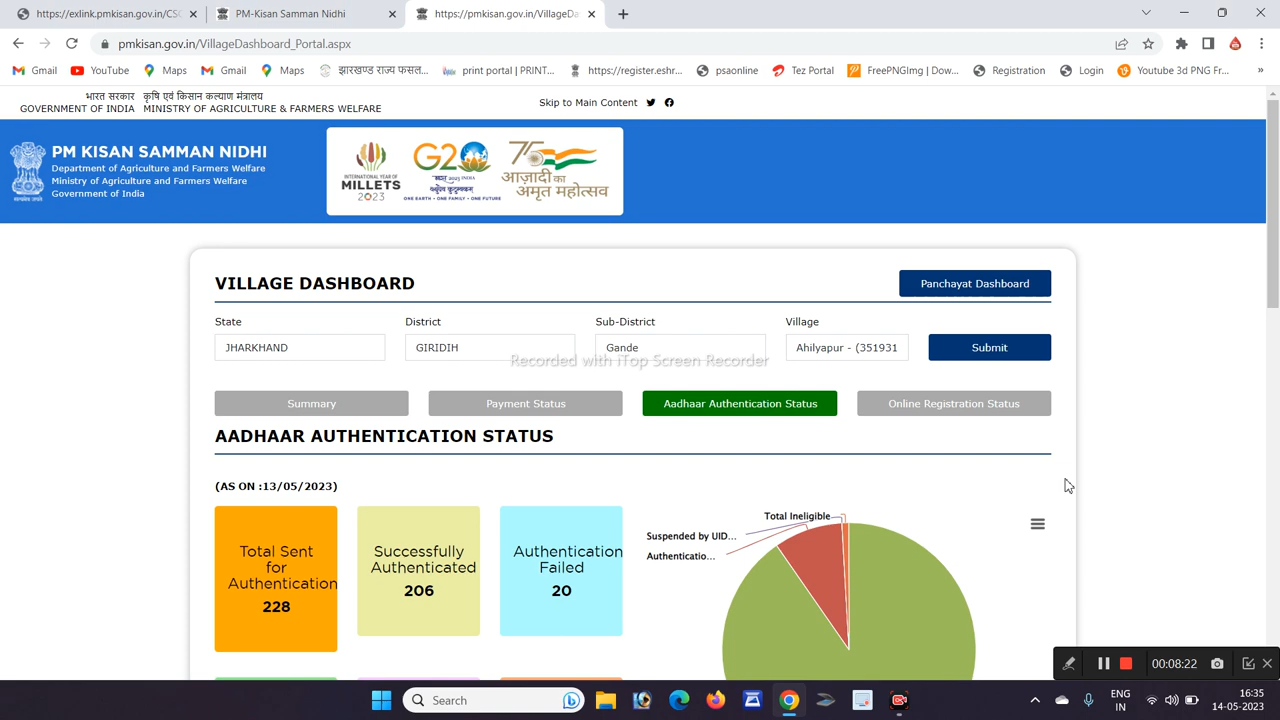 https://exlink.pmkisan.gov.in/CSC
PM-Kisan Samman Nidhi
https://pmkisan.gov.in/VillageDa
pmkisan.gov.in/VillageDashboard_Portal.aspx
Gmail
YouTube
Maps
Gmail
Maps
झारखण्ड राज्य फसल...
print portal | PRINT...
https://register.eshr...
psaonline
Tez Portal
FreePNGImg | Dow...
Registration
Login
Youtube 3d PNG Fr...
»
भारत सरकार कृषि एवं किसान कल्याण मंत्रालय
GOVERNMENT OF INDIA MINISTRY OF AGRICULTURE & FARMERS WELFARE
Skip to Main Content
PM KISAN SAMMAN NIDHI
Department of Agriculture and Farmers Welfare
Ministry of Agriculture and Farmers Welfare
Government of India
INTERNATIONAL YEAR OF
MILLETS
2023
G20
भारत 2023 INDIA
वसुधैव कुटुम्बकम्
ONE EARTH • ONE FAMILY • ONE FUTURE
75
आज़ादी का
अमृत महोत्सव
VILLAGE DASHBOARD
Panchayat Dashboard
State
District
Sub-District
Village
JHARKHAND
GIRIDIH
Gande
Ahilyapur - (351931
Submit
Recorded with iTop Screen Recorder
Summary
Payment Status
Aadhaar Authentication Status
Online Registration Status
AADHAAR AUTHENTICATION STATUS
(AS ON :13/05/2023)
Total Sent
for
Authentication
228
Successfully
Authenticated
206
Authentication
Failed
20
Total Ineligible
Suspended by UID...
Authenticatio...
00:08:22
Search
ENG
IN
16:35
14-05-2023